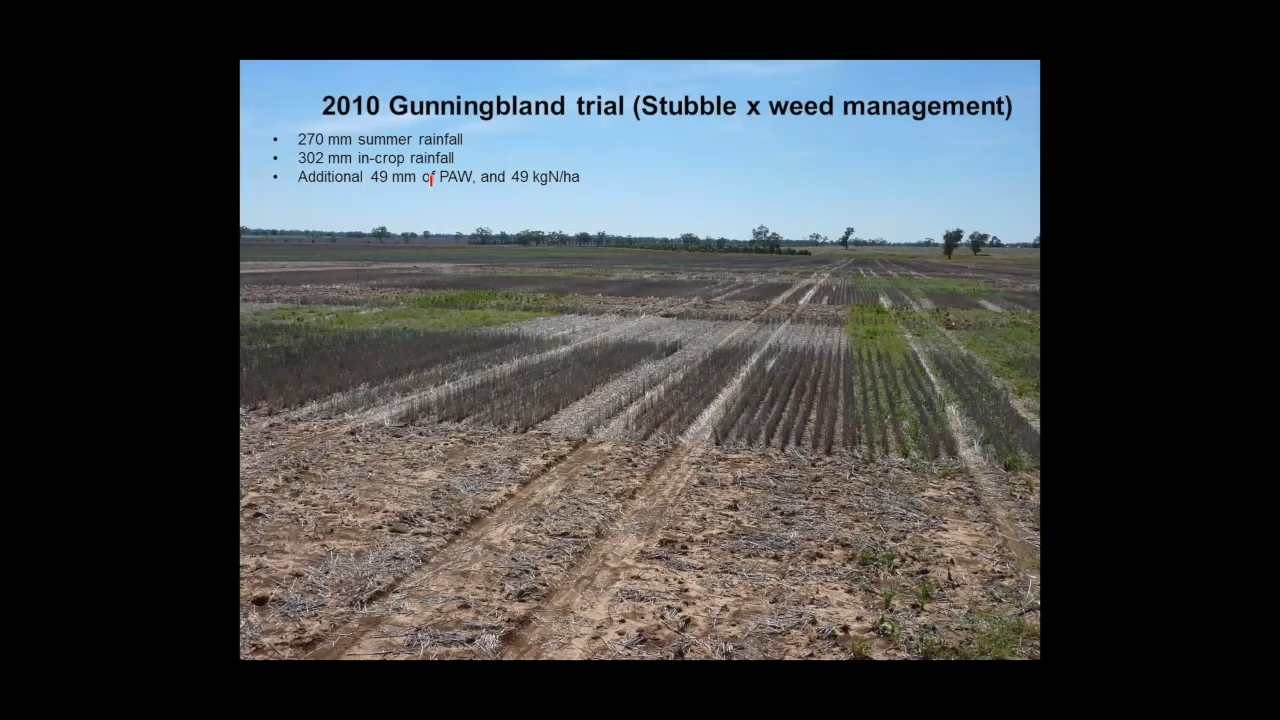 2010 Gunningbland trial (Stubble x weed management)
• 270 mm summer rainfall
• 302 mm in-crop rainfall
• Additional 49 mm of PAW, and 49 kgN/ha